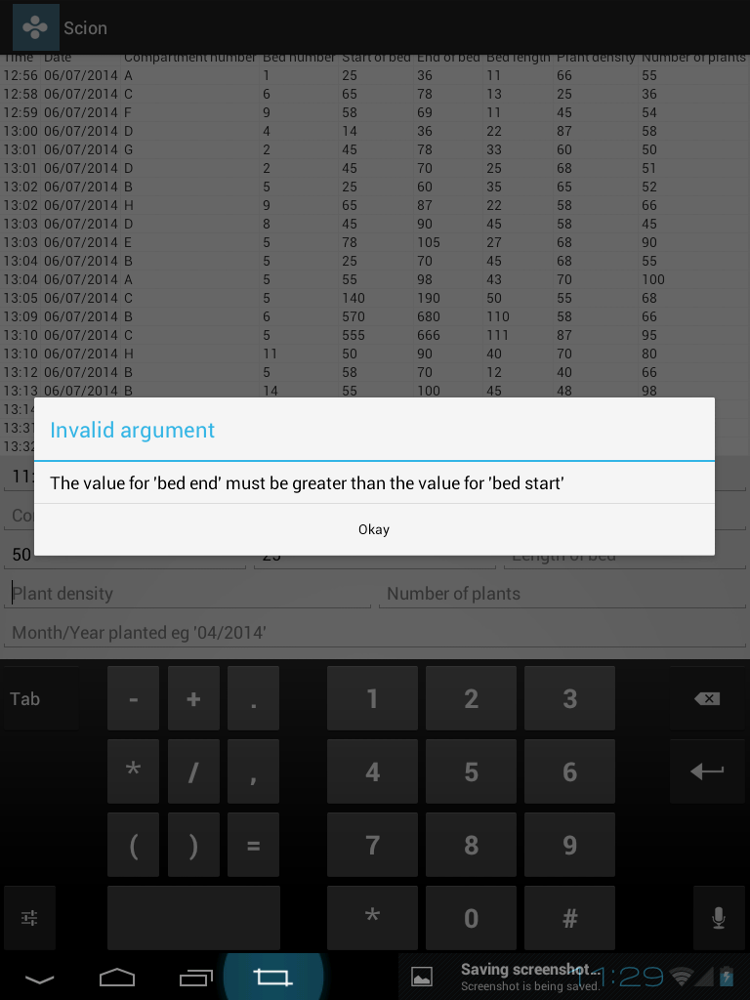 Scion
Time Date Compartment number Bed number Start of bed End of bed Bed length Plant density Number of plants
12:56 06/07/2014 A 1 25 36 11 66 55
12:58 06/07/2014 C 6 65 78 13 25 36
12:59 06/07/2014 F 9 58 69 11 45 54
13:00 06/07/2014 D 4 14 36 22 87 58
13:01 06/07/2014 G 2 45 78 33 60 50
13:01 06/07/2014 D 2 45 70 25 68 51
13:02 06/07/2014 B 5 25 60 35 65 52
13:02 06/07/2014 H 9 65 87 22 58 66
13:03 06/07/2014 D 8 45 90 45 58 45
13:03 06/07/2014 E 5 78 105 27 68 90
13:04 06/07/2014 B 5 25 70 45 68 55
13:04 06/07/2014 A 5 55 98 43 70 100
13:05 06/07/2014 C 5 140 190 50 55 68
13:09 06/07/2014 B 6 570 680 110 58 66
13:10 06/07/2014 C 5 555 666 111 87 95
13:10 06/07/2014 H 11 50 90 40 70 80
13:12 06/07/2014 B 5 58 70 12 40 66
13:13 06/07/2014 B 14 55 100 45 48 98
13:14
13:31
13:32
Invalid argument
The value for 'bed end' must be greater than the value for 'bed start'
Okay
11:
Co
50 25 Length of bed
Plant density Number of plants
Month/Year planted eg '04/2014'
Tab - + . 1 2 3
* / , 4 5 6
( ) = 7 8 9
* 0 #
Saving screenshot...
Screenshot is being saved.
11:29